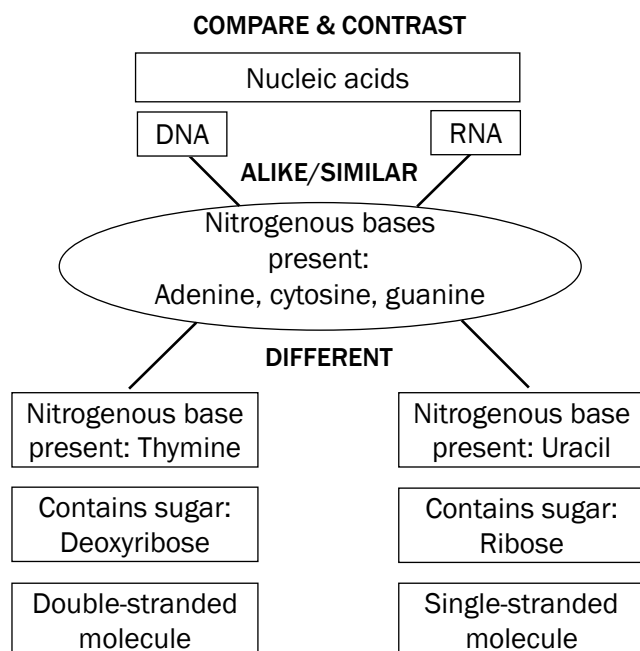 COMPARE & CONTRAST
Nucleic acids
DNA
RNA
ALIKE/SIMILAR
Nitrogenous bases
present:
Adenine, cytosine, guanine
DIFFERENT
Nitrogenous base
present: Thymine
Contains sugar:
Deoxyribose
Double-stranded
molecule
Nitrogenous base
present: Uracil
Contains sugar:
Ribose
Single-stranded
molecule